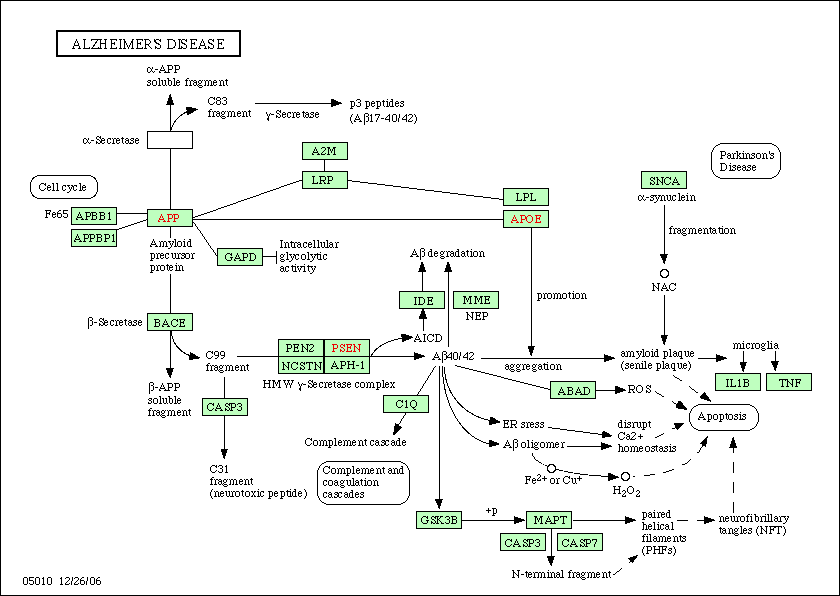 ALZHEIMER'S DISEASE
α-APP
soluble fragment
C83
fragment
γ-Secretase
p3 peptides
(Aβ17-40/42)
α-Secretase
A2M
LRP
Parkinson's
Disease
SNCA
α-synuclein
Cell cycle
LPL
Fe65
APBB1
APP
APOE
APPBP1
Amyloid
precursor
protein
GAPD
Intracellular
glycolytic
activity
fragmentation
Aβ degradation
NAC
IDE
MME
NEP
promotion
β-Secretase
BACE
AICD
PEN2
PSEN
NCSTN
APH-1
HMW γ-Secretase complex
C99
fragment
Aβ40/42
aggregation
amyloid plaque
(senile plaque)
microglia
IL1B
TNF
β-APP
soluble
fragment
CASP3
C1Q
ABAD
ROS
Apoptosis
Complement cascade
ER sress
Aβ oligomer
disrupt
Ca2+
homeostasis
C31
fragment
(neurotoxic peptide)
Complement and
coagulation
cascades
Fe2+ or Cu+
H2O2
GSK3B
+p
MAPT
CASP3
CASP7
paired
helical
filaments
(PHFs)
neurofibrillary
tangles (NFT)
N-terminal fragment
05010 12/26/06